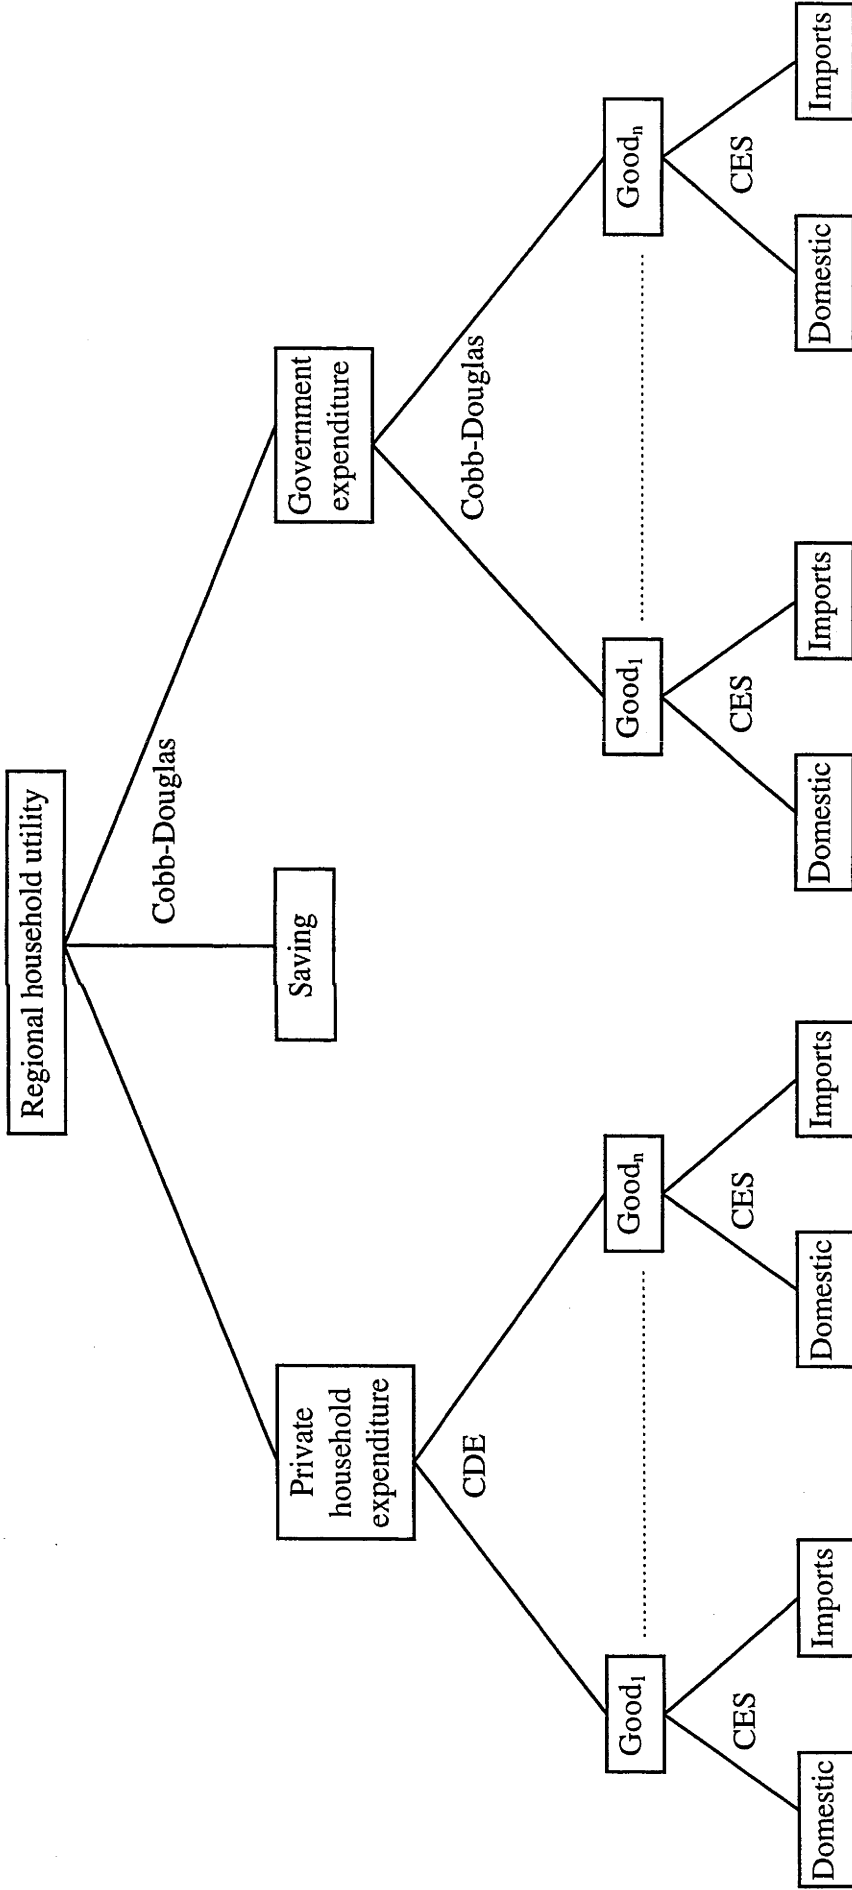 Regional household utility
Cobb-Douglas
Private
household
expenditure
Saving
Government
expenditure
CDE
Cobb-Douglas
Good₁
Goodₙ
Good₁
Goodₙ
CES
CES
CES
CES
Domestic
Imports
Domestic
Imports
Domestic
Imports
Domestic
Imports